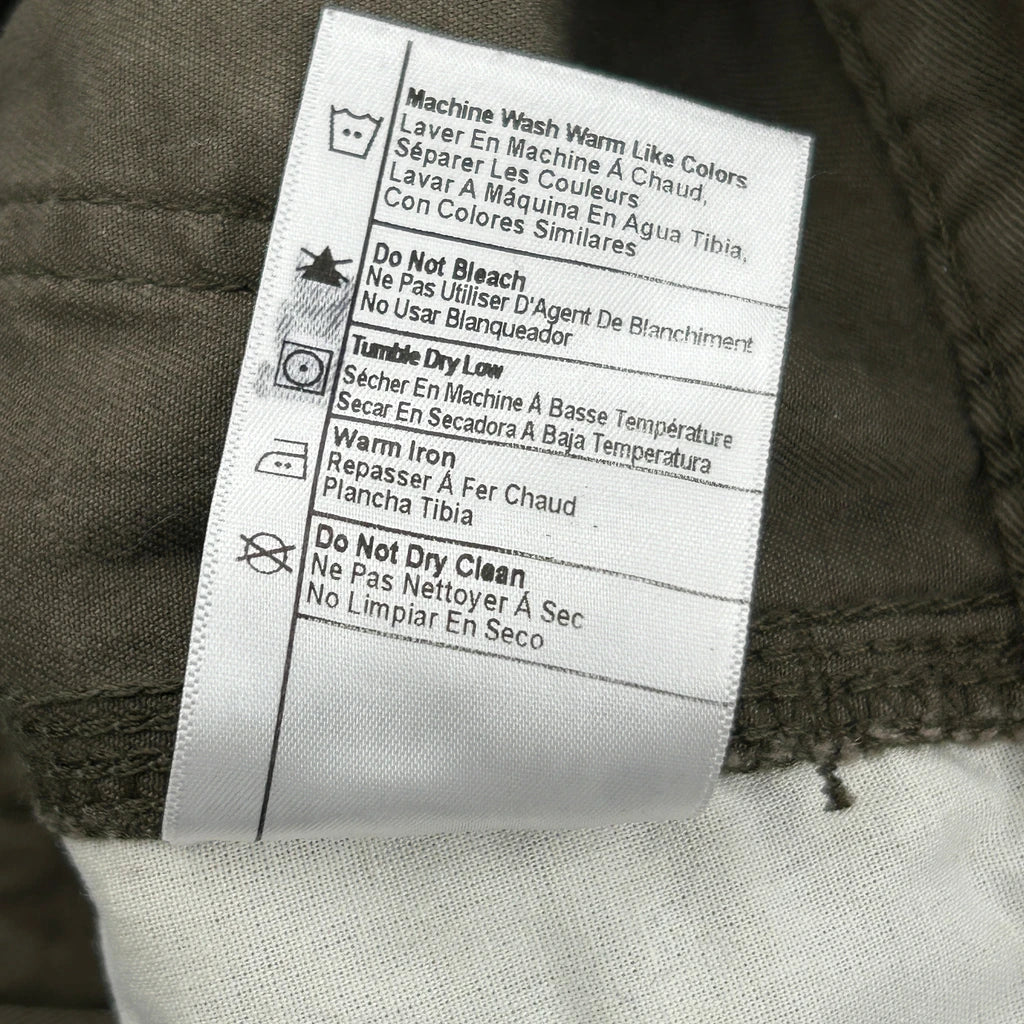 Machine Wash Warm Like Colors
Laver En Machine Á Chaud,
Séparer Les Couleurs
Lavar A Máquina En Agua Tibia,
Con Colores Similares
Do Not Bleach
Ne Pas Utiliser D'Agent De Blanchiment
No Usar Blanqueador
Tumble Dry Low
Sécher En Machine Á Basse Température
Secar En Secadora A Baja Temperatura
Warm Iron
Repasser Á Fer Chaud
Plancha Tibia
Do Not Dry Clean
Ne Pas Nettoyer Á Sec
No Limpiar En Seco